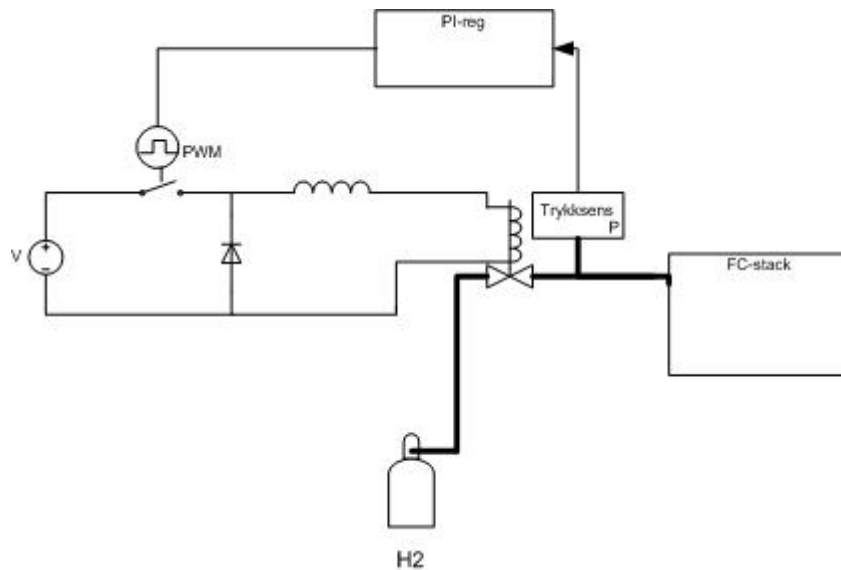 PI-reg
PWM
Trykksens
P
V
+
−
FC-stack
H2